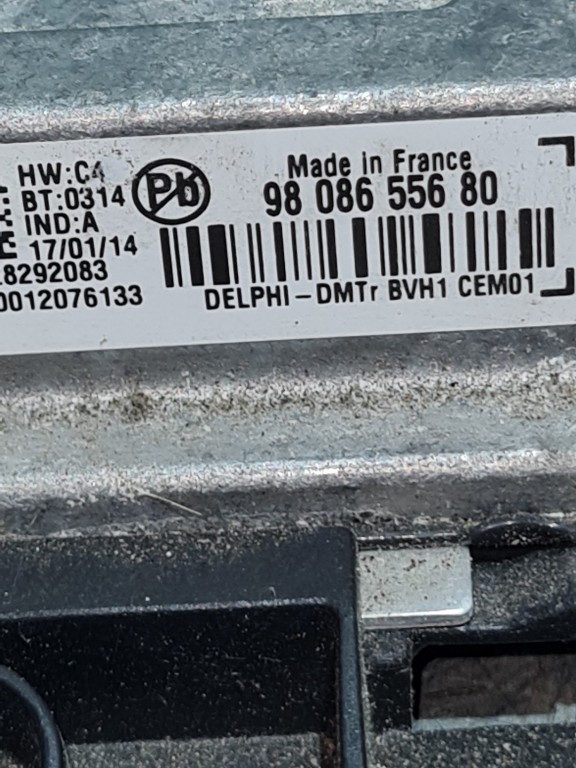 HW:C4
BT:0314
IND:A
17/01/14
8292083
0012076133
Pb
Made in France
98 086 556 80
DELPHI-DMTr BVH1 CEM01